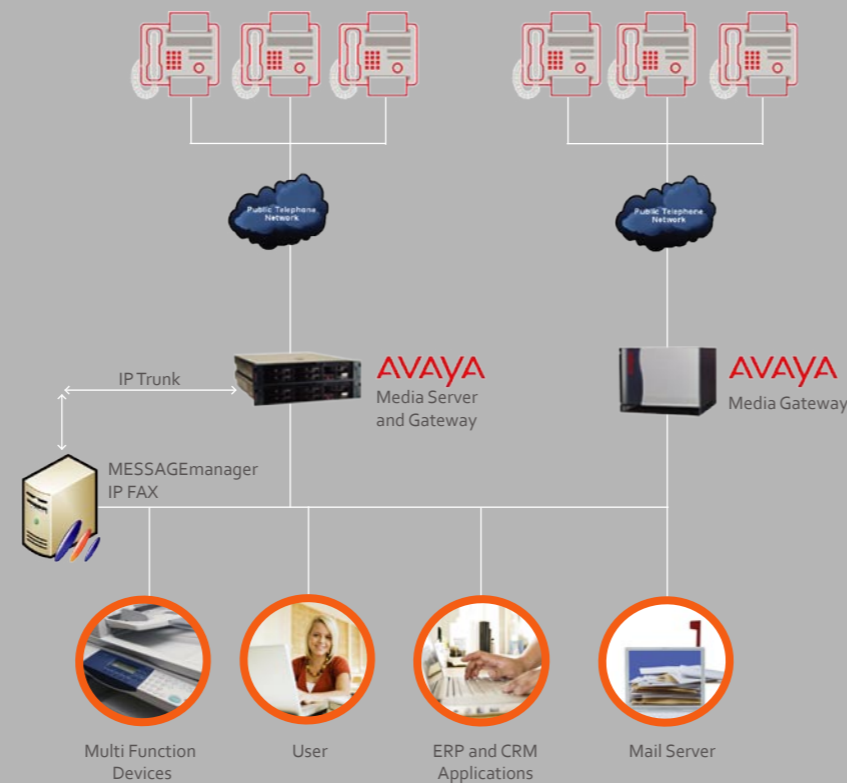 Public Telephone
Network
Public Telephone
Network
IP Trunk
AVAYA
Media Server
and Gateway
AVAYA
Media Gateway
MESSAGEmanager
IP FAX
Multi Function
Devices
User
ERP and CRM
Applications
Mail Server